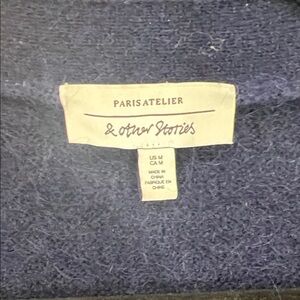 PARIS ATELIER
& other Stories
US M
CA M
MADE IN
CHINA
FABRIQUÉ EN
CHINE